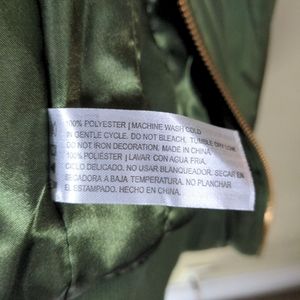 100% POLYESTER | MACHINE WASH COLD
IN GENTLE CYCLE. DO NOT BLEACH, TUMBLE DRY LOW.
DO NOT IRON DECORATION. MADE IN CHINA.
100% POLIÉSTER | LAVAR CON AGUA FRIA,
CICLO DELICADO. NO USAR BLANQUEADOR. SECAR EN
SECADORA A BAJA TEMPERATURA. NO PLANCHAR
EL ESTAMPADO. HECHO EN CHINA.